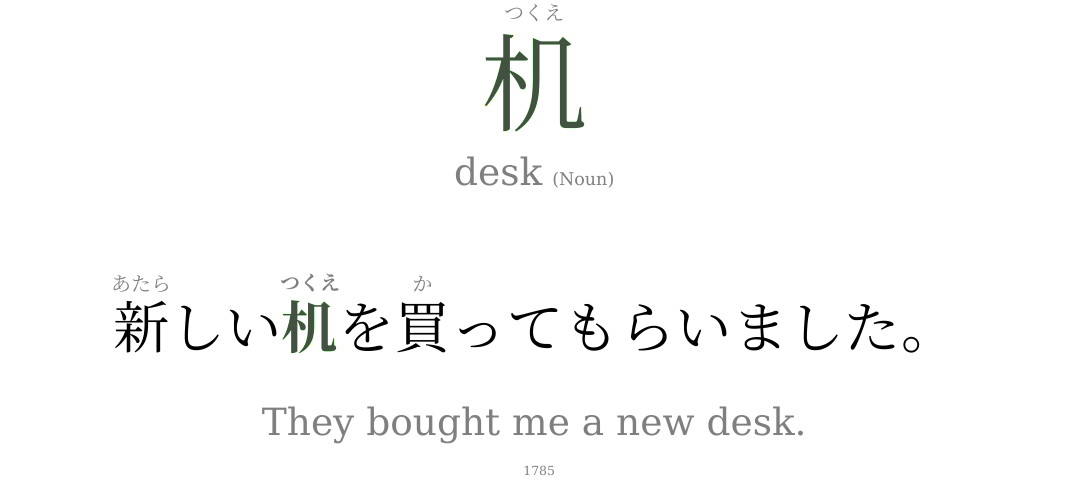 つくえ
机
desk (Noun)
あたら つくえ か
新しい机を買ってもらいました。
They bought me a new desk.
1785